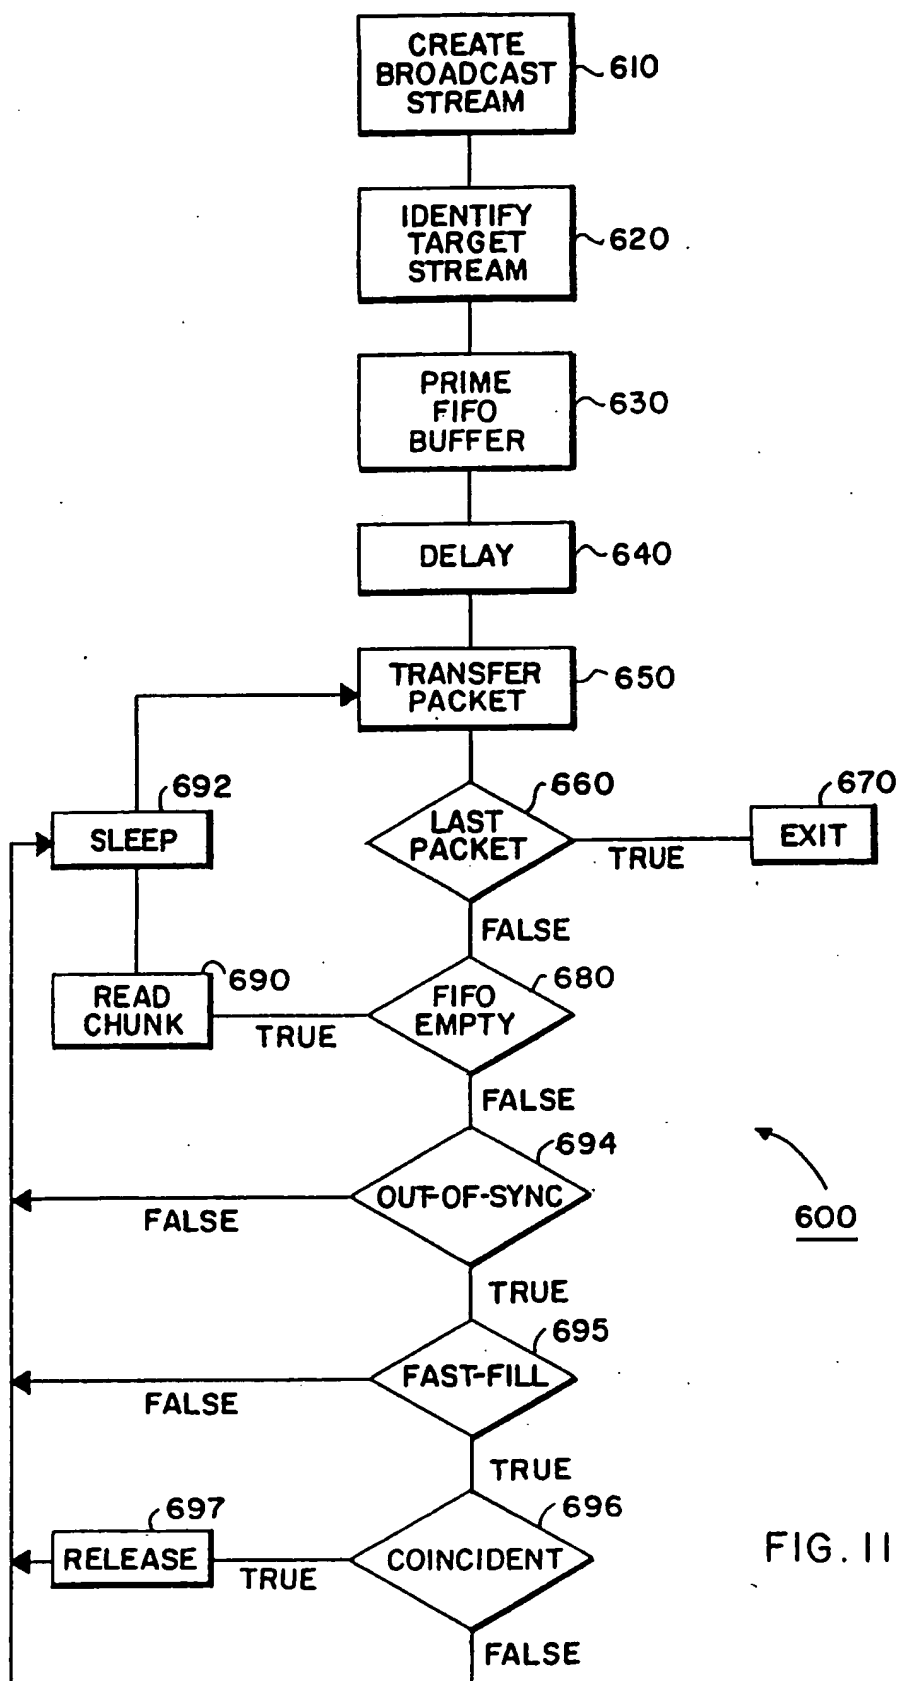 CREATE
BROADCAST
STREAM
610
IDENTIFY
TARGET
STREAM
620
PRIME
FIFO
BUFFER
630
DELAY
640
TRANSFER
PACKET
650
692
SLEEP
660
LAST
PACKET
TRUE
670
EXIT
FALSE
690
READ
CHUNK
TRUE
680
FIFO
EMPTY
FALSE
694
OUT-OF-SYNC
FALSE
600
TRUE
695
FAST-FILL
FALSE
TRUE
697
RELEASE
TRUE
696
COINCIDENT
FIG. 11
FALSE